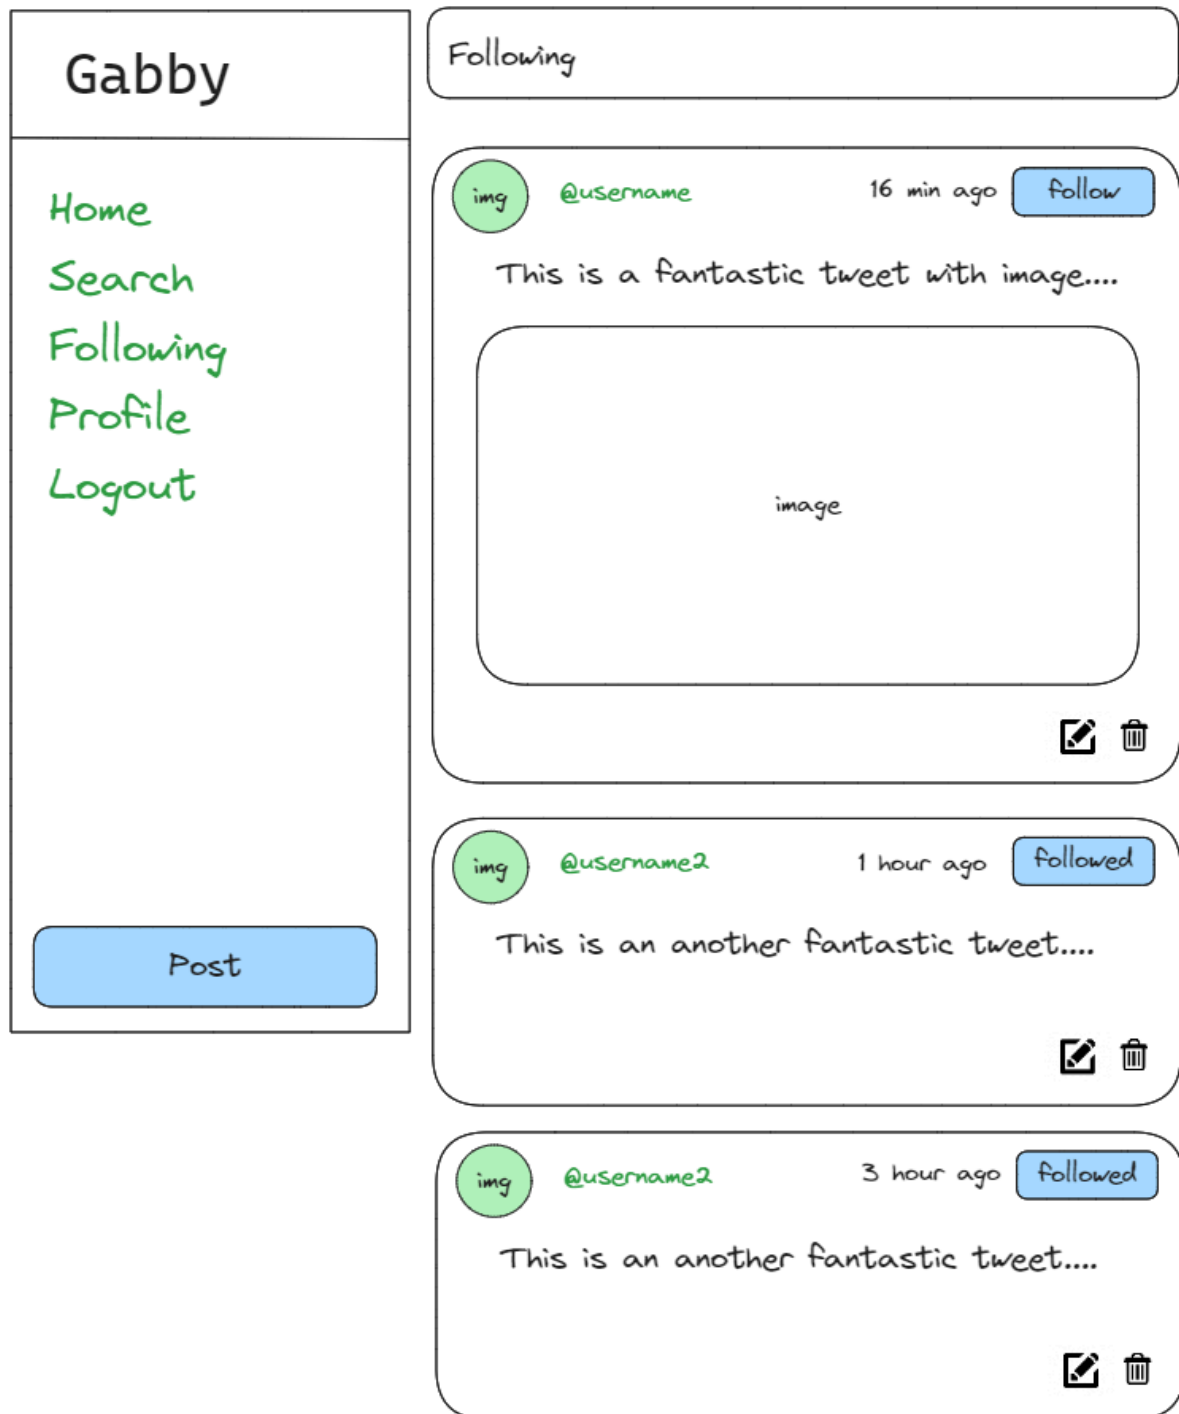 Gabby
Home
Search
Following
Profile
Logout
Post
Following
img @username 16 min ago follow
This is a fantastic tweet with image....
image
img @username2 1 hour ago followed
This is an another fantastic tweet....
img @username2 3 hour ago followed
This is an another fantastic tweet....